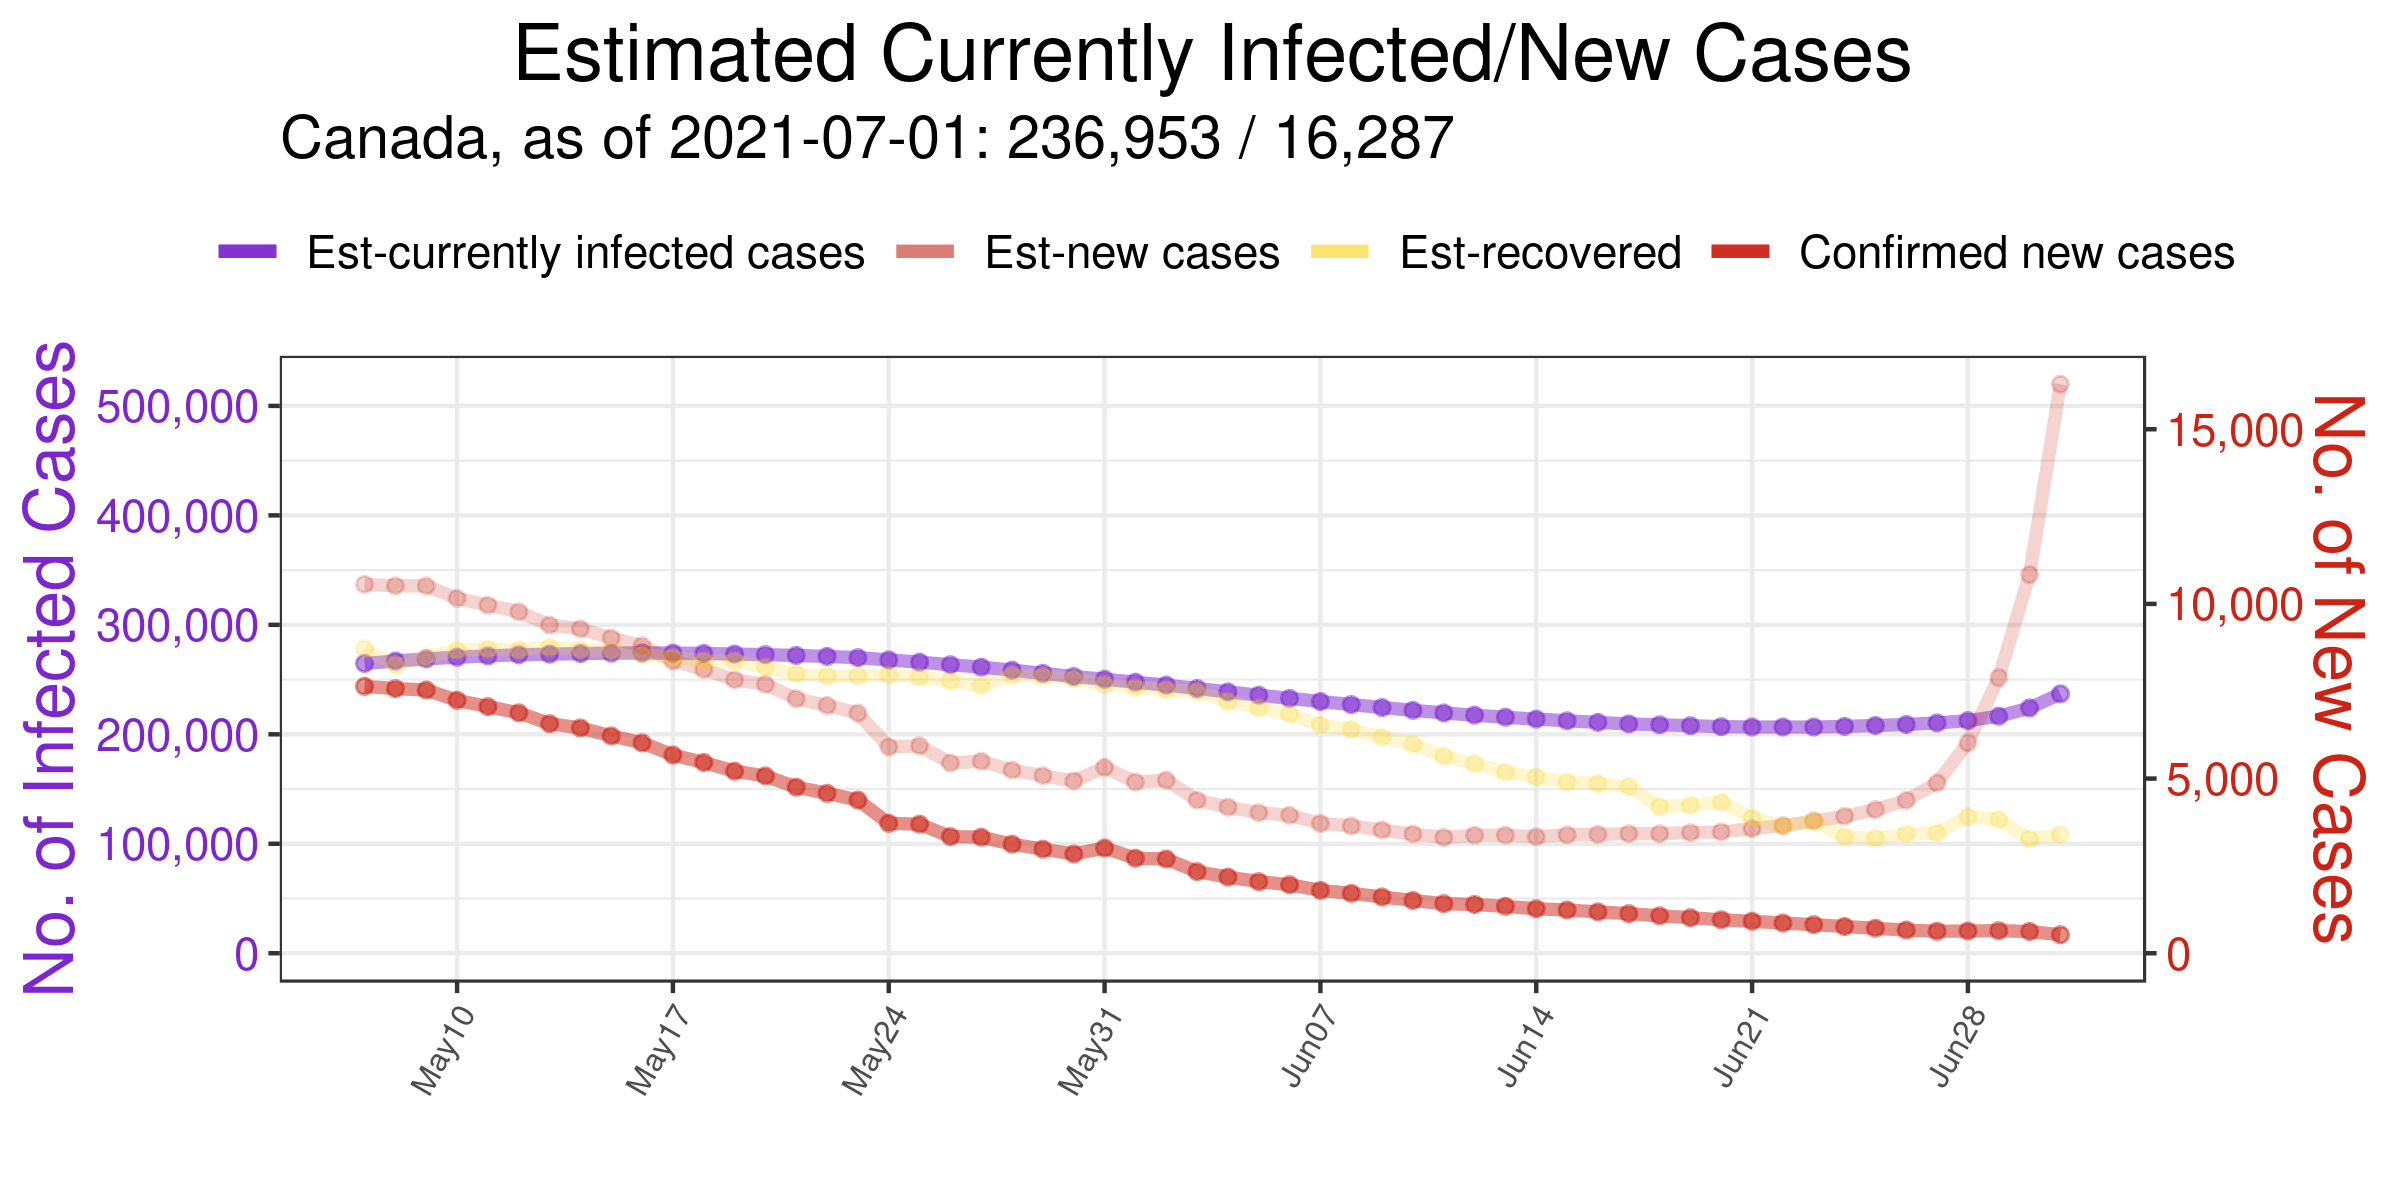 Estimated Currently Infected/New Cases
Canada, as of 2021-07-01: 236,953 / 16,287
Est-currently infected cases
Est-new cases
Est-recovered
Confirmed new cases
No. of Infected Cases
500,000
400,000
300,000
200,000
100,000
0
15,000
10,000
5,000
0
No. of New Cases
May10
May17
May24
May31
Jun07
Jun14
Jun21
Jun28